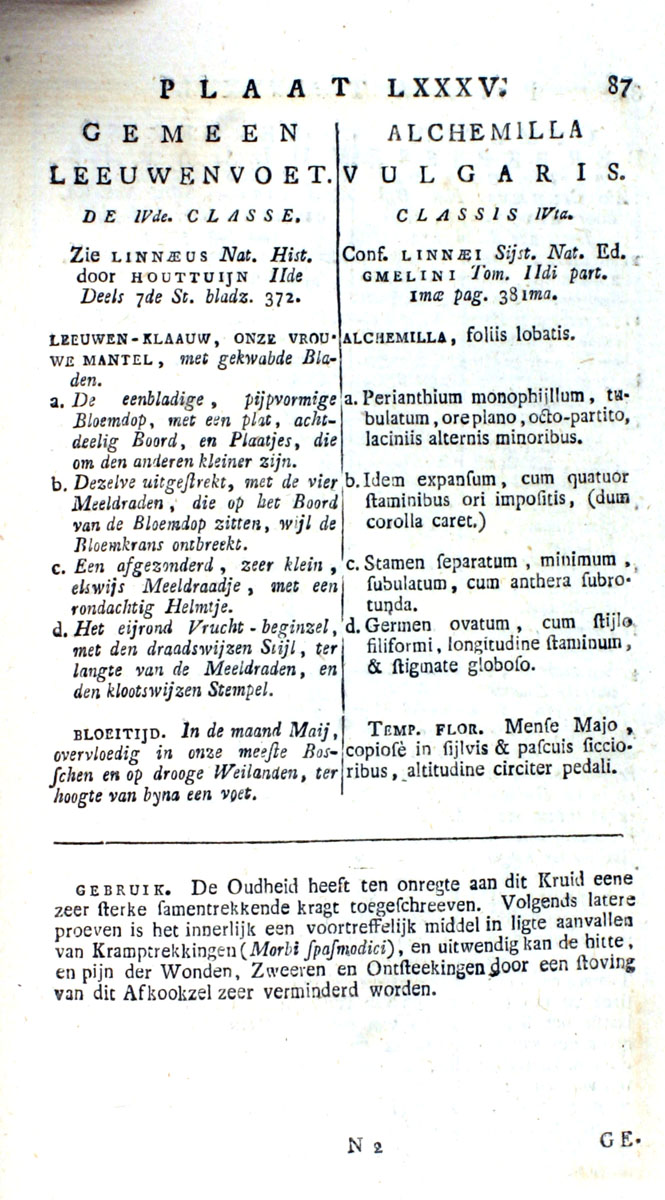 PLAAT LXXXV. 87
GEMEEN
LEEUWENVOET.
DE IVde. CLASSE.
Zie LINNÆUS Nat. Hist.
door HOUTTUIJN IIde
Deels 7de St. bladz. 372.
LEEUWEN-KLAAUW, ONZE VROU-
WE MANTEL, met gekwabde Bla-
den.
a. De eenbladige, pijpvormige
Bloemdop, met een plat, acht-
deelig Boord, en Plaatjes, die
om den anderen kleiner zijn.
b. Dezelve uitgeſtrekt, met de vier
Meeldraden, die op het Boord
van de Bloemdop zitten, wijl de
Bloemkrans ontbreekt.
c. Een afgezonderd, zeer klein,
elswijs Meeldraadje, met een
rondachtig Helmtje.
d. Het eijrond Vrucht-beginzel,
met den draadswijzen Stijl, ter
langte van de Meeldraden, en
den klootswijzen Stempel.
BLOEITIJD. In de maand Maij,
overvloedig in onze meeſte Boſ-
ſchen en op drooge Weilanden, ter
hoogte van byna een voet.
ALCHEMILLA
VULGARIS.
CLASSIS IVta.
Conf. LINNÆI Sijst. Nat. Ed.
GMELINI Tom. IIdi part.
1mæ pag. 381ma.
ALCHEMILLA, foliis lobatis.
a. Perianthium monophijllum, tu-
bulatum, ore plano, octo-partito,
laciniis alternis minoribus.
b. Idem expanſum, cum quatuor
ſtaminibus ori impoſitis, (dum
corolla caret.)
c. Stamen ſeparatum, minimum,
ſubulatum, cum anthera ſubro-
tunda.
d. Germen ovatum, cum ſtijlo
filiformi, longitudine ſtaminum,
& ſtigmate globoſo.
TEMP. FLOR. Menſe Majo,
copioſè in ſijlvis & paſcuis ſiccio-
ribus, altitudine circiter pedali.
GEBRUIK. De Oudheid heeft ten onregte aan dit Kruid eene
zeer ſterke ſamentrekkende kragt toegeſchreeven. Volgends latere
proeven is het innerlijk een voortreffelijk middel in ligte aanvallen
van Kramptrekkingen (Morbi ſpaſmodici), en uitwendig kan de hitte,
en pijn der Wonden, Zweeren en Ontſteekingen door een ſtoving
van dit Afkookzel zeer verminderd worden.
N 2 GE-